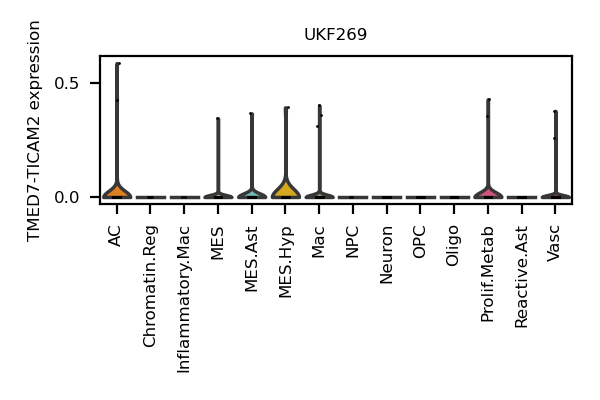 UKF269
TMED7-TICAM2 expression
0.5
0.0
AC
Chromatin.Reg
Inflammatory.Mac
MES
MES.Ast
MES.Hyp
Mac
NPC
Neuron
OPC
Oligo
Prolif.Metab
Reactive.Ast
Vasc